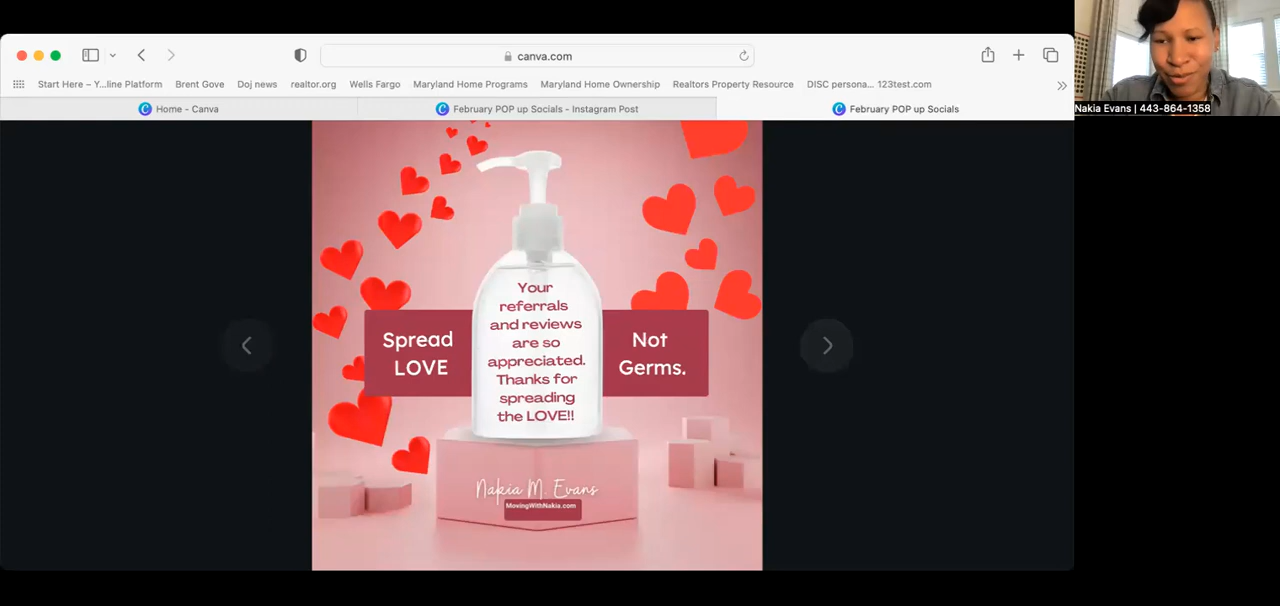 canva.com
Start Here – Y...line Platform
Brent Gove
Doj news
realtor.org
Wells Fargo
Maryland Home Programs
Maryland Home Ownership
Realtors Property Resource
DISC persona... 123test.com
Home - Canva
February POP up Socials - Instagram Post
February POP up Socials
Nakia Evans | 443-864-1358
Spread
LOVE
Your
referrals
and reviews
are so
appreciated.
Thanks for
spreading
the LOVE!!
Not
Germs.
Nakia M. Evans
MovingWithNakia.com